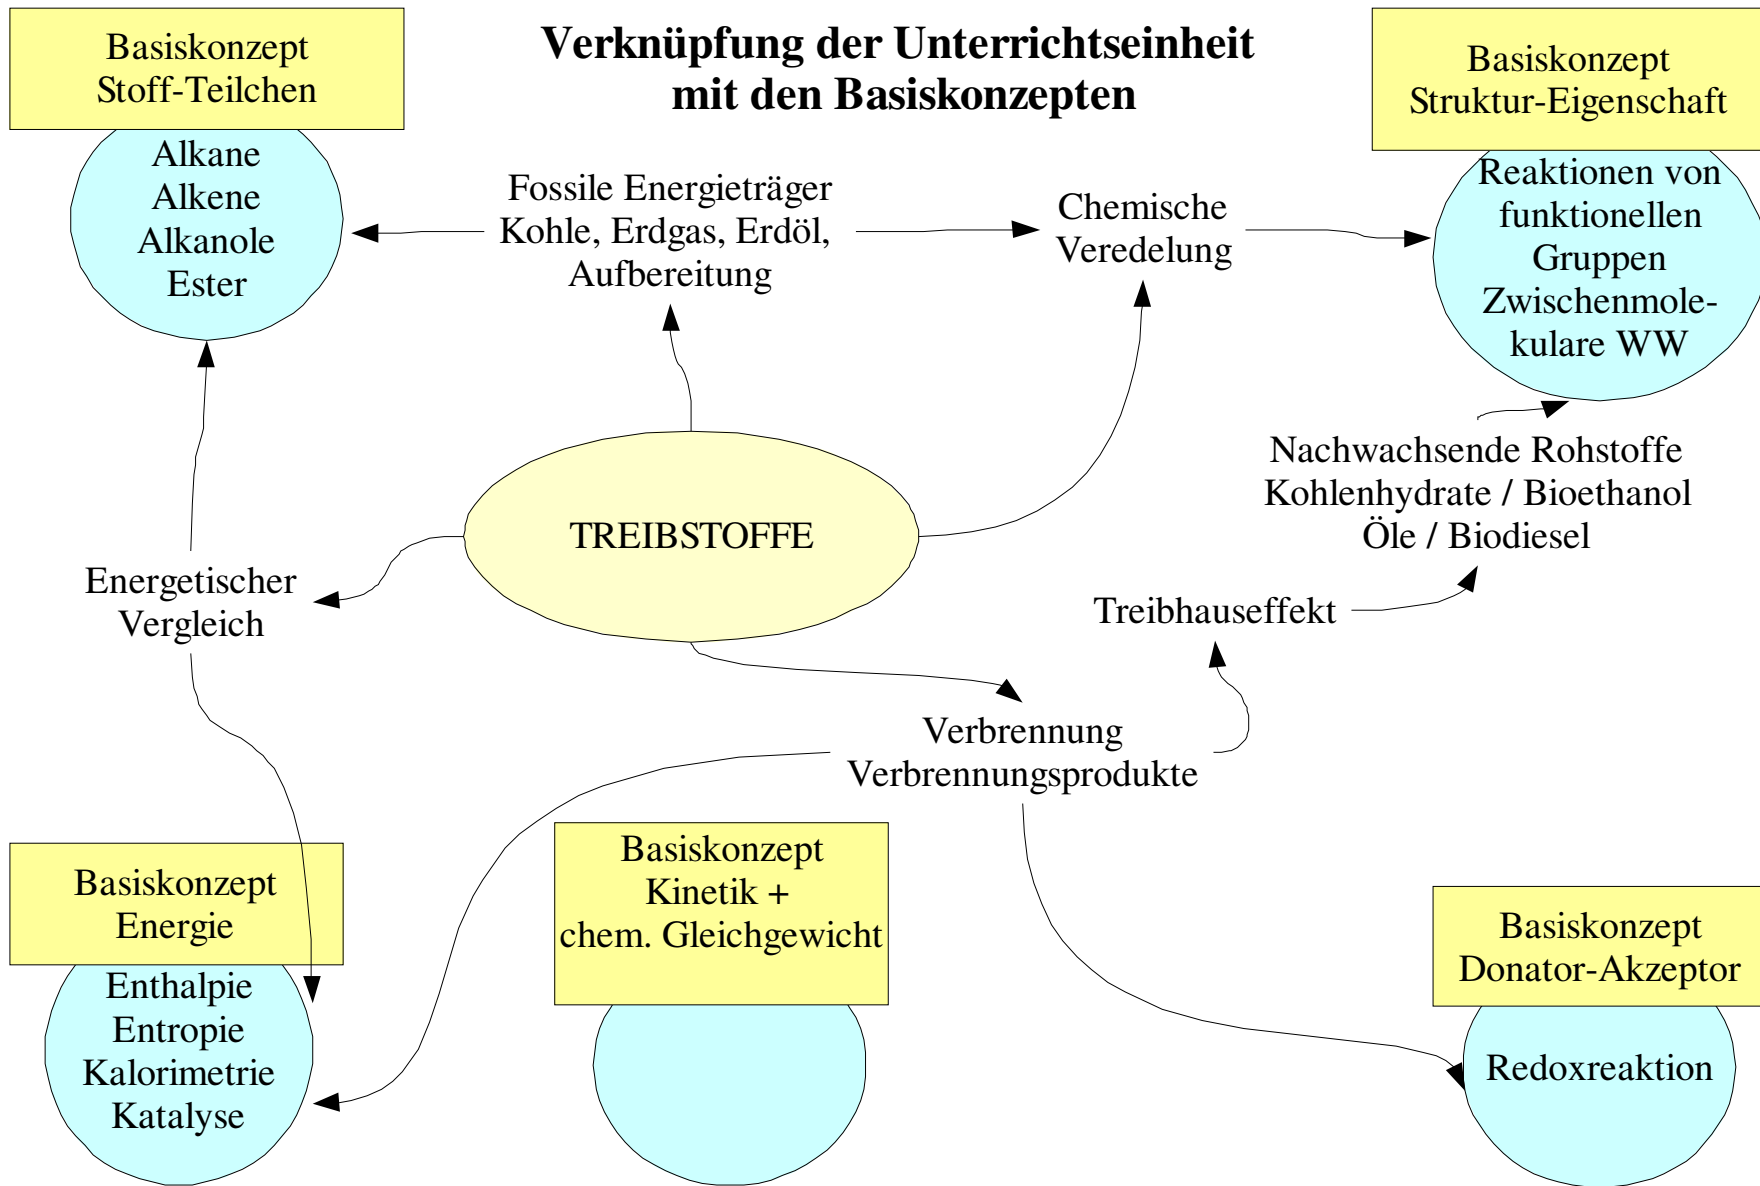 Verknüpfung der Unterrichtseinheit
mit den Basiskonzepten
Basiskonzept
Stoff-Teilchen
Alkane
Alkene
Alkanole
Ester
Fossile Energieträger
Kohle, Erdgas, Erdöl,
Aufbereitung
Chemische
Veredelung
Basiskonzept
Struktur-Eigenschaft
Reaktionen von
funktionellen
Gruppen
Zwischenmole-
kulare WW
Nachwachsende Rohstoffe
Kohlenhydrate / Bioethanol
Öle / Biodiesel
TREIBSTOFFE
Energetischer
Vergleich
Treibhauseffekt
Verbrennung
Verbrennungsprodukte
Basiskonzept
Energie
Enthalpie
Entropie
Kalorimetrie
Katalyse
Basiskonzept
Kinetik +
chem. Gleichgewicht
Basiskonzept
Donator-Akzeptor
Redoxreaktion